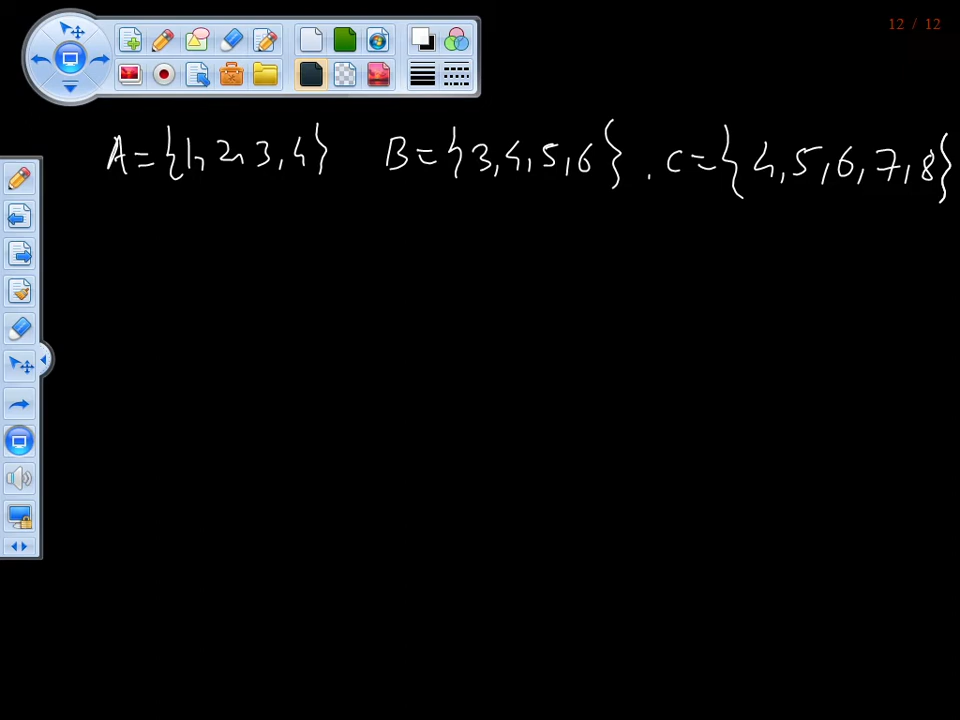 12 / 12
A={1, 2, 3, 4} B={3,4,5,6} . C={4,5,6,7,8}